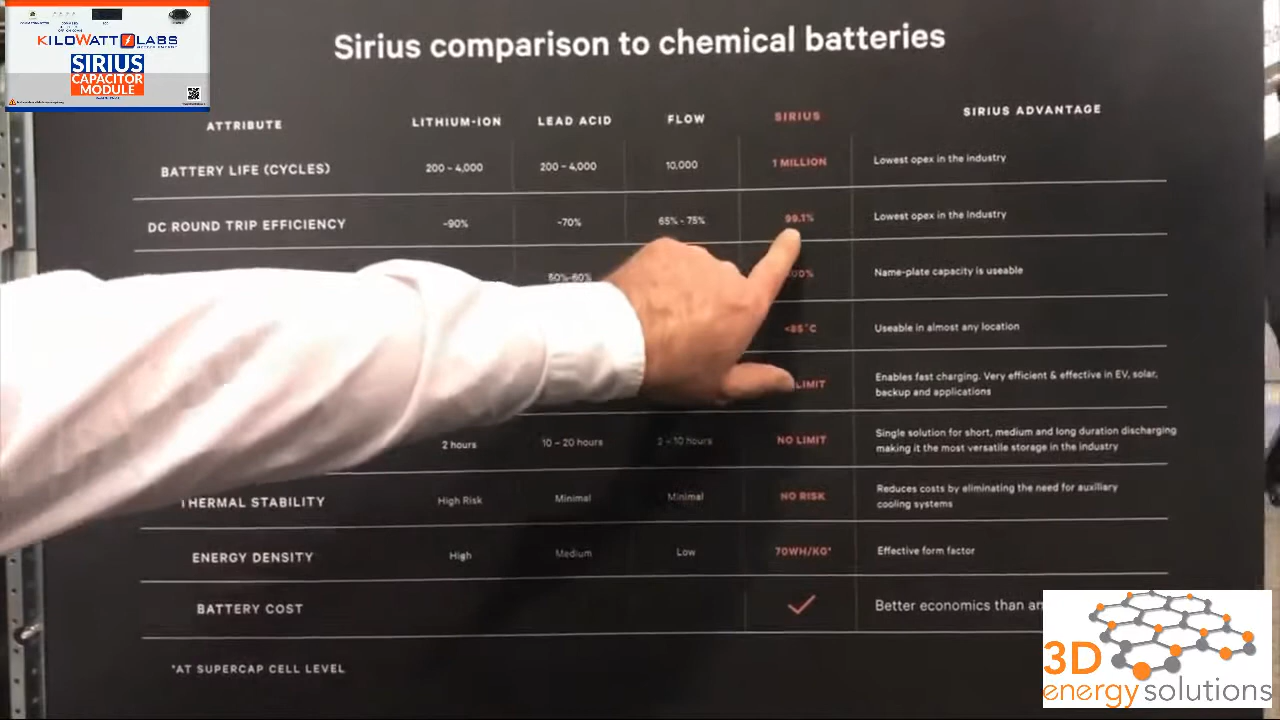 KILOWATT LABS
SIRIUS
CAPACITOR
MODULE
Sirius comparison to chemical batteries
ATTRIBUTE LITHIUM-ION LEAD ACID FLOW SIRIUS SIRIUS ADVANTAGE
BATTERY LIFE (CYCLES) 200 - 4,000 200 - 4,000 10,000 1 MILLION Lowest opex in the industry
DC ROUND TRIP EFFICIENCY ~90% ~70% 65% - 75% 99.1% Lowest opex in the industry
50%-60% Name-plate capacity is useable
<85°C Useable in almost any location
LIMIT Enables fast charging. Very efficient & effective in EV, solar,
backup and applications
2 hours 10 - 20 hours 2 - 10 hours NO LIMIT Single solution for short, medium and long duration discharging
making it the most versatile storage in the industry
THERMAL STABILITY High Risk Minimal Minimal NO RISK Reduces costs by eliminating the need for auxiliary
cooling systems
ENERGY DENSITY High Medium Low 70WH/KG* Effective form factor
BATTERY COST Better economics than
*AT SUPERCAP CELL LEVEL
3D
energysolutions